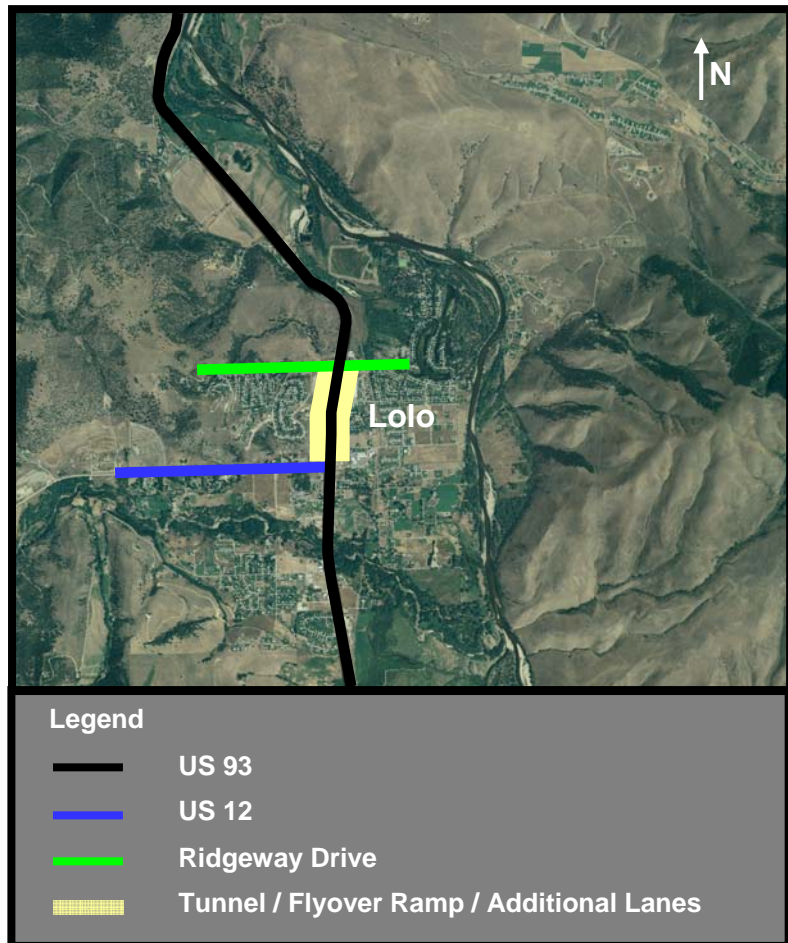 N
Lolo
Legend
US 93
US 12
Ridgeway Drive
Tunnel / Flyover Ramp / Additional Lanes